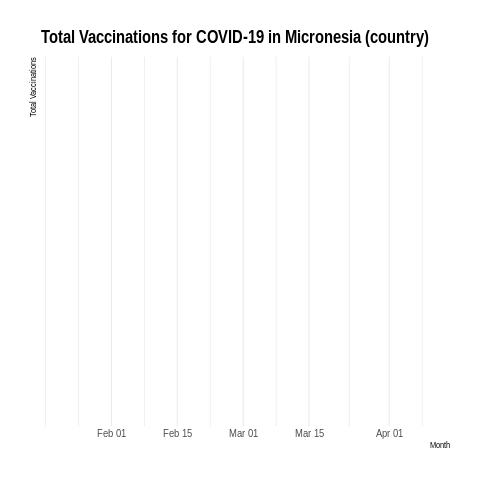 Total Vaccinations for COVID-19 in Micronesia (country)
Total Vaccinations
Feb 01 Feb 15 Mar 01 Mar 15 Apr 01
Month